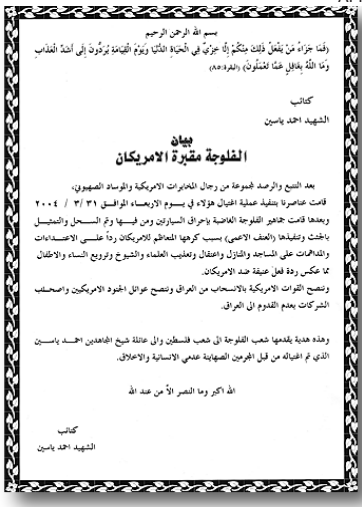 بسم الله الرحمن الرحيم
(فَمَا جَزَاءُ مَنْ يَفْعَلُ ذَلِكَ مِنْكُمْ إِلَّا خِزْيٌ فِي الْحَيَاةِ الدُّنْيَا وَيَوْمَ الْقِيَامَةِ يُرَدُّونَ إِلَى أَشَدِّ الْعَذَابِ
وَمَا اللَّهُ بِغَافِلٍ عَمَّا تَعْمَلُونَ) (البقرة:٨٥)
كتائب
الشهيد احمد ياسين
بيان
الفلوجة مقبرة الامريكان
بعد التتبع والرصد لمجموعة من رجال المخابرات الامريكية والموساد الصهيوني،
قامت عناصرنا بتنفيذ عملية اغتيال هؤلاء في يوم الاربعاء الموافق ٣١ /٣ / ٢٠٠٤
وبعدها قامت جماهير الفلوجة الغاضبة بإحراق السيارتين ومن فيها وتم السحل والتمثيل
بالجثث وتنفيذها (العنف الاعمى) بسبب كرهها المتعاظم للامريكان رداً على الاعتداءات
والمداهمات على المساجد والمنازل واعتقال وتعذيب العلماء والشيوخ وترويع النساء والاطفال
مما عكس ردة فعل عنيفة ضد الامريكان.
وننصح القوات الامريكية بالانسحاب من العراق وننصح عوائل الجنود الامريكيين واصحاب
الشركات بعدم القدوم الى العراق.
وهذه هدية يقدمها شعب الفلوجة الى شعب فلسطين والى عائلة شيخ المجاهدين احمد ياسين
الذي تم اغتياله من قبل المجرمين الصهاينة عدمي الانسانية والاخلاق.
الله اكبر وما النصر الاّ من عند الله
كتائب
الشهيد احمد ياسين